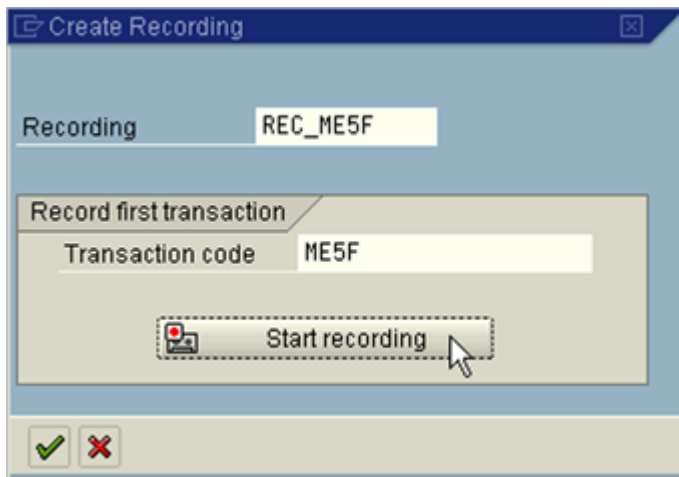 Create Recording
Recording REC_ME5F
Record first transaction
Transaction code ME5F
Start recording